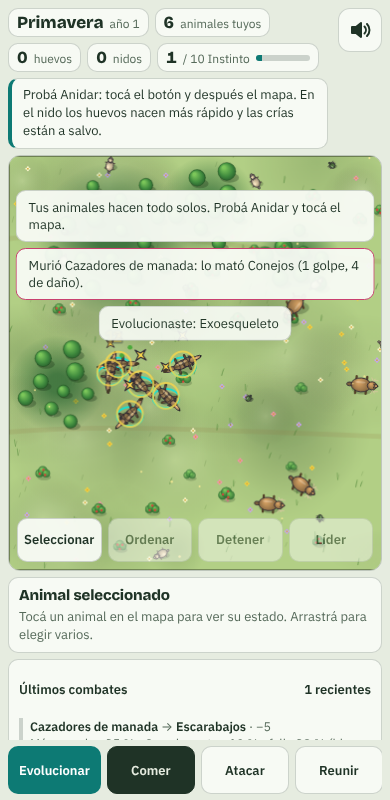 Primavera año 1
6 animales tuyos
0 huevos
0 nidos
1 / 10 Instinto
Probá Anidar: tocá el botón y después el mapa. En
el nido los huevos nacen más rápido y las crías
están a salvo.
Tus animales hacen todo solos. Probá Anidar y tocá el
mapa.
Murió Cazadores de manada: lo mató Conejos (1 golpe, 4
de daño).
Evolucionaste: Exoesqueleto
Seleccionar
Ordenar
Detener
Líder
Animal seleccionado
Tocá un animal en el mapa para ver su estado. Arrastrá para
elegir varios.
Últimos combates
1 recientes
Cazadores de manada → Escarabajos · −5
Evolucionar
Comer
Atacar
Reunir